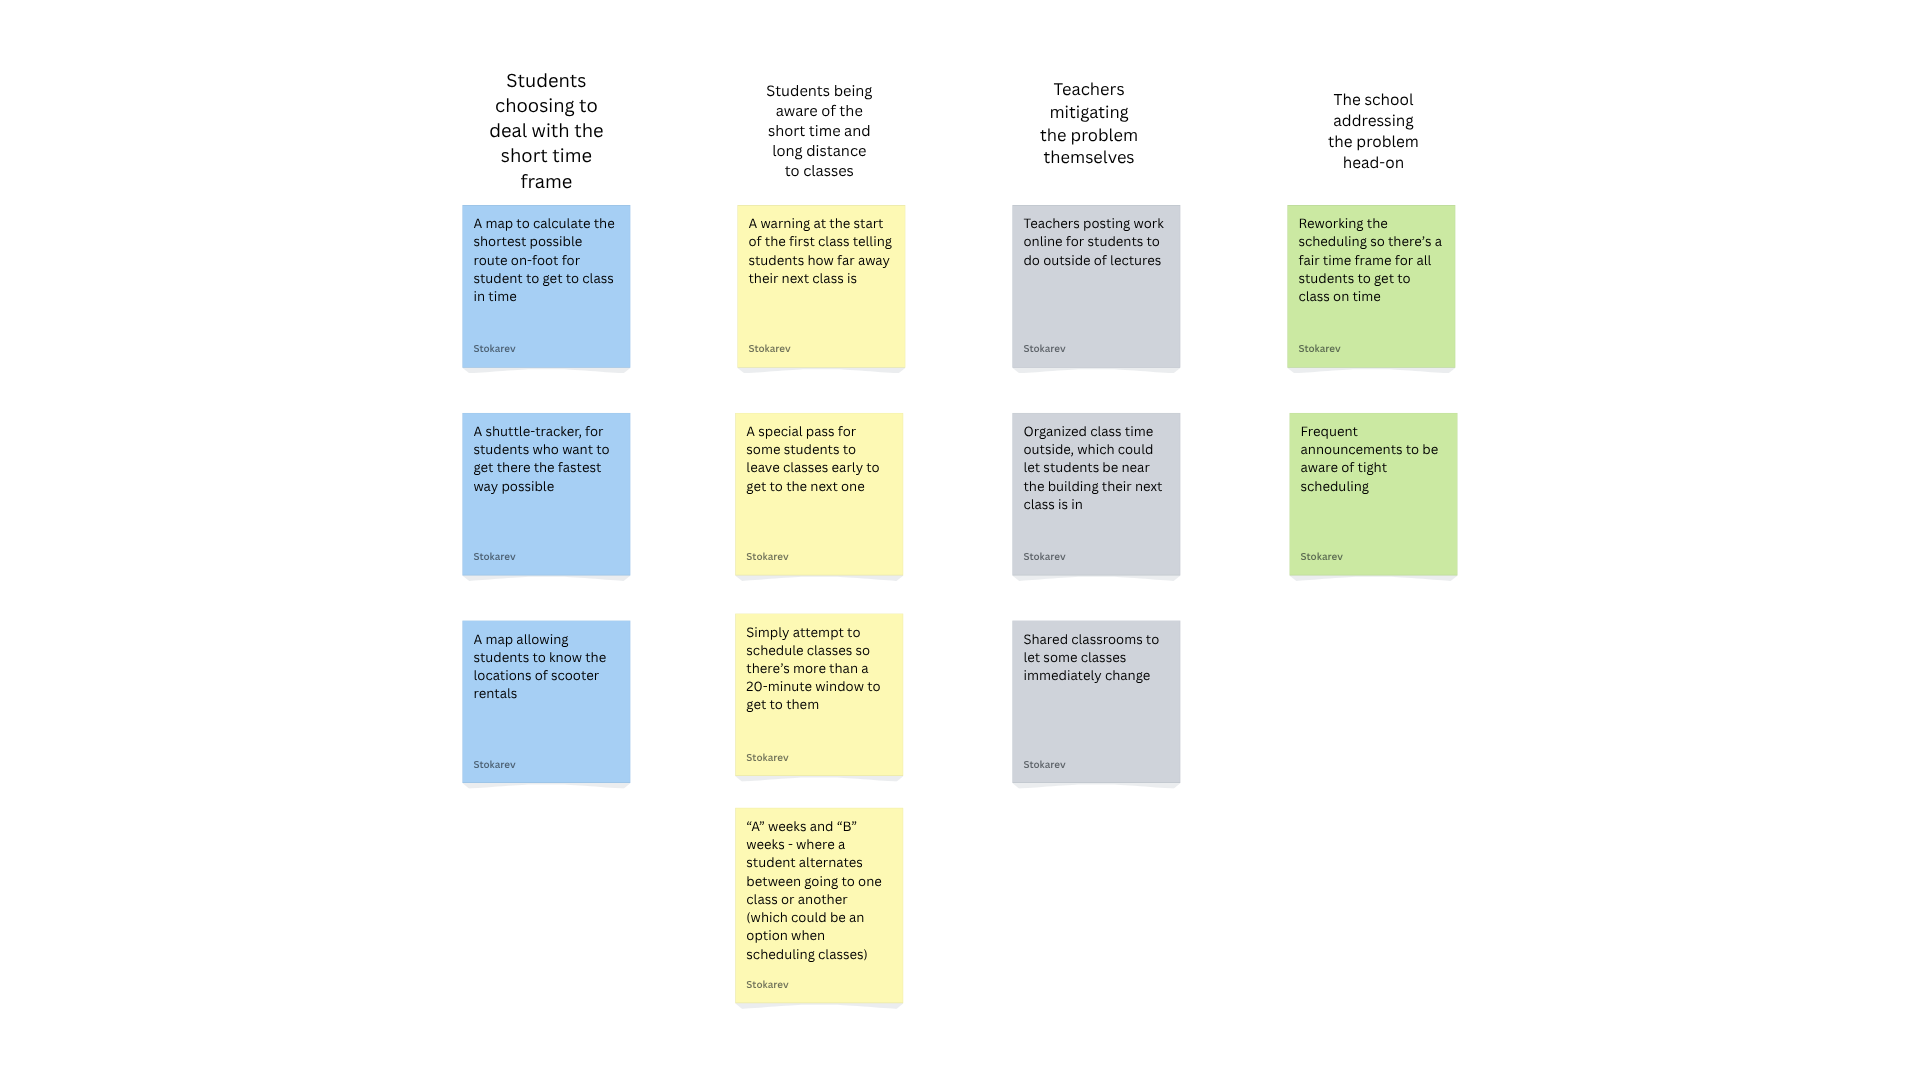 Students
choosing to
deal with the
short time
frame
A map to calculate the
shortest possible
route on-foot for
student to get to class
in time
Stokarev
A shuttle-tracker, for
students who want to
get there the fastest
way possible
Stokarev
A map allowing
students to know the
locations of scooter
rentals
Stokarev
Students being
aware of the
short time and
long distance
to classes
A warning at the start
of the first class telling
students how far away
their next class is
Stokarev
A special pass for
some students to
leave classes early to
get to the next one
Stokarev
Simply attempt to
schedule classes so
there's more than a
20-minute window to
get to them
Stokarev
“A” weeks and “B”
weeks - where a
student alternates
between going to one
class or another
(which could be an
option when
scheduling classes)
Stokarev
Teachers
mitigating
the problem
themselves
Teachers posting work
online for students to
do outside of lectures
Stokarev
Organized class time
outside, which could
let students be near
the building their next
class is in
Stokarev
Shared classrooms to
let some classes
immediately change
Stokarev
The school
addressing
the problem
head-on
Reworking the
scheduling so there's a
fair time frame for all
students to get to
class on time
Stokarev
Frequent
announcements to be
aware of tight
scheduling
Stokarev